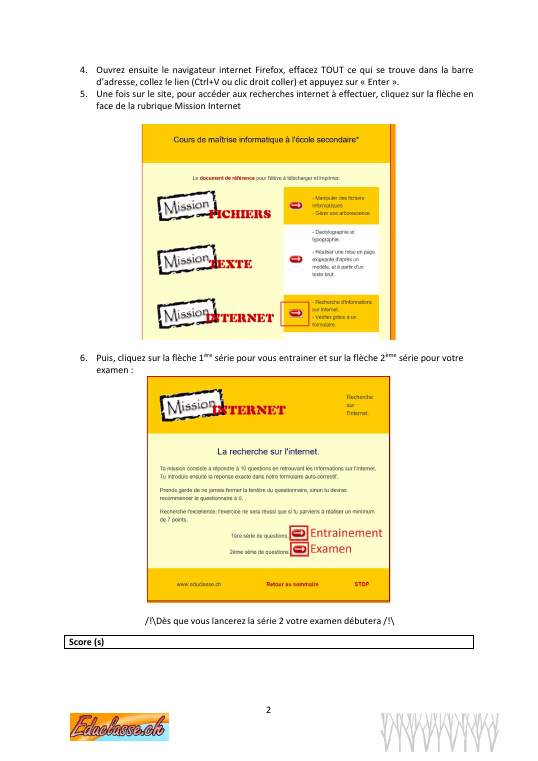 4. Ouvrez ensuite le navigateur internet Firefox, effacez TOUT ce qui se trouve dans la barre
d'adresse, collez le lien (Ctrl+V ou clic droit coller) et appuyez sur « Enter ».
5. Une fois sur le site, pour accéder aux recherches internet à effectuer, cliquez sur la flèche en
face de la rubrique Mission Internet
Cours de maîtrise informatique à l'école secondaire*
Le document de référence pour l'élève à télécharger et imprimer.
Mission FICHIERS
- Manipuler des fichiers
informatiques
- Gérer une arborescence
Mission TEXTE
- Dactylographie et
typographie.
- Réaliser une mise en page
exigeante d'après un
modèle, et à partir d'un
texte brut.
Mission INTERNET
- Recherche d'informations
sur Internet.
- Vérifier grâce à un
formulaire.
6. Puis, cliquez sur la flèche 1ère série pour vous entrainer et sur la flèche 2ème série pour votre
examen :
Mission INTERNET
Recherche
sur
l'Internet.
La recherche sur l'internet.
Ta mission consiste à répondre à 10 questions en retrouvant les informations sur l'Internet.
Tu introduis ensuite la réponse exacte dans notre formulaire auto-correctif.
Prends garde de ne jamais fermer la fenêtre du questionnaire, sinon tu devras
recommencer le questionnaire à 0.
Recherche l'excellence: l'exercice ne sera réussi que si tu parviens à réaliser un minimum
de 7 points.
1ère série de questions Entrainement
2ème série de questions Examen
www.educlasse.ch Retour au sommaire STOP
/!\Dès que vous lancerez la série 2 votre examen débutera /!\
Score (s)
2
Educlasse.ch